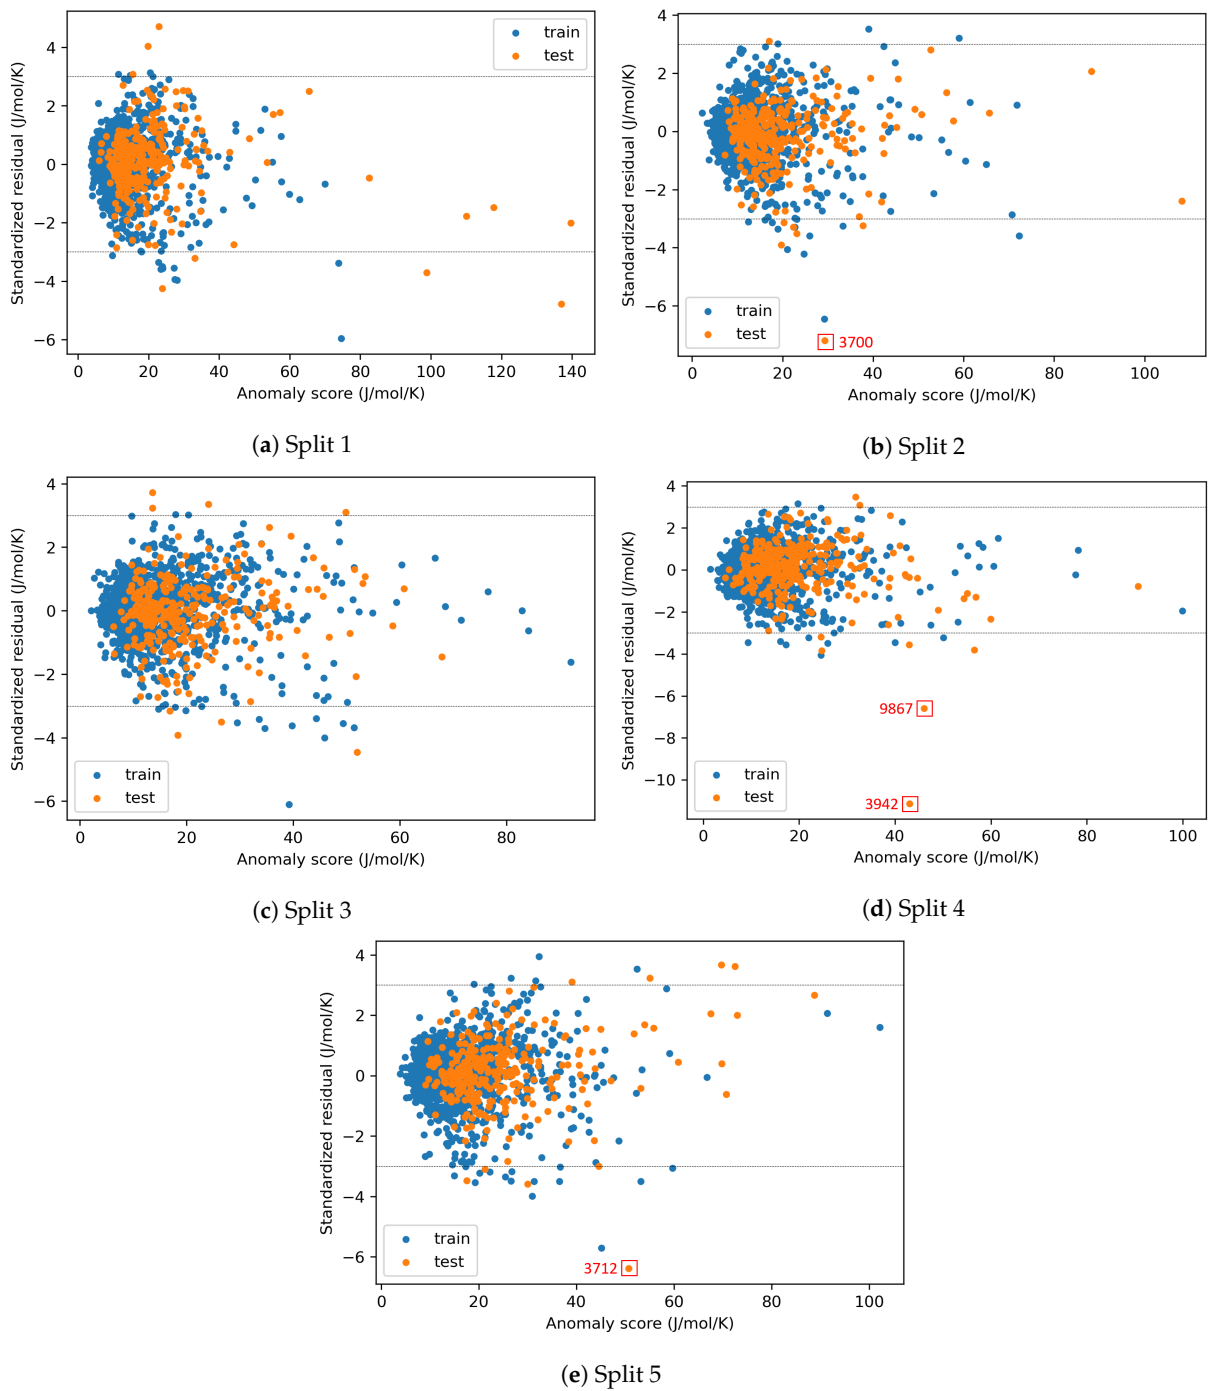 4
2
0
−2
−4
−6
Standardized residual (J/mol/K)
train
test
0 20 40 60 80 100 120 140
Anomaly score (J/mol/K)
(a) Split 1
4
2
0
−2
−4
−6
Standardized residual (J/mol/K)
train
test
3700
0 20 40 60 80 100
Anomaly score (J/mol/K)
(b) Split 2
4
2
0
−2
−4
−6
Standardized residual (J/mol/K)
train
test
0 20 40 60 80
Anomaly score (J/mol/K)
(c) Split 3
4
2
0
−2
−4
−6
−8
−10
Standardized residual (J/mol/K)
9867
train
test
3942
0 20 40 60 80 100
Anomaly score (J/mol/K)
(d) Split 4
4
2
0
−2
−4
−6
Standardized residual (J/mol/K)
train
test
3712
0 20 40 60 80 100
Anomaly score (J/mol/K)
(e) Split 5